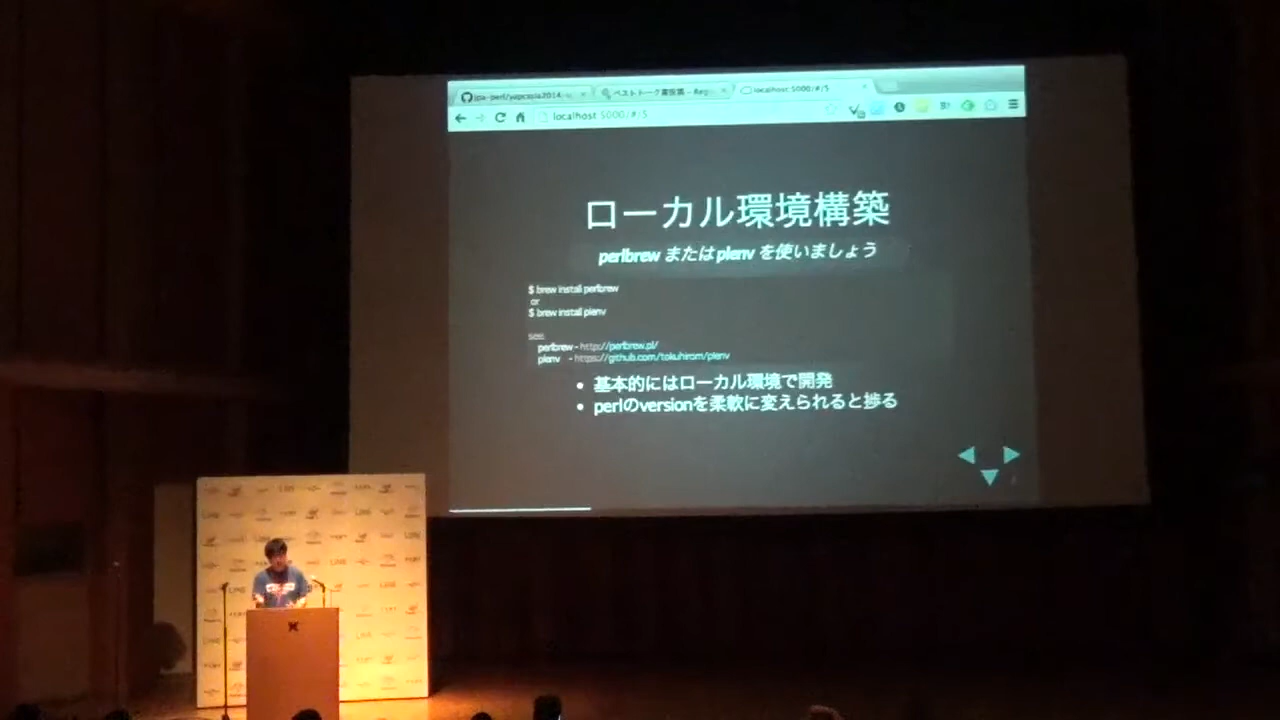 localhost:5000/#/5
localhost:5000/#/5
ローカル環境構築
perlbrew または plenv を使いましょう
$ brew install perlbrew
or
$ brew install plenv
see:
perlbrew - http://perlbrew.pl/
plenv - https://github.com/tokuhirom/plenv
• 基本的にはローカル環境で開発
• perlのversionを柔軟に変えられると捗る